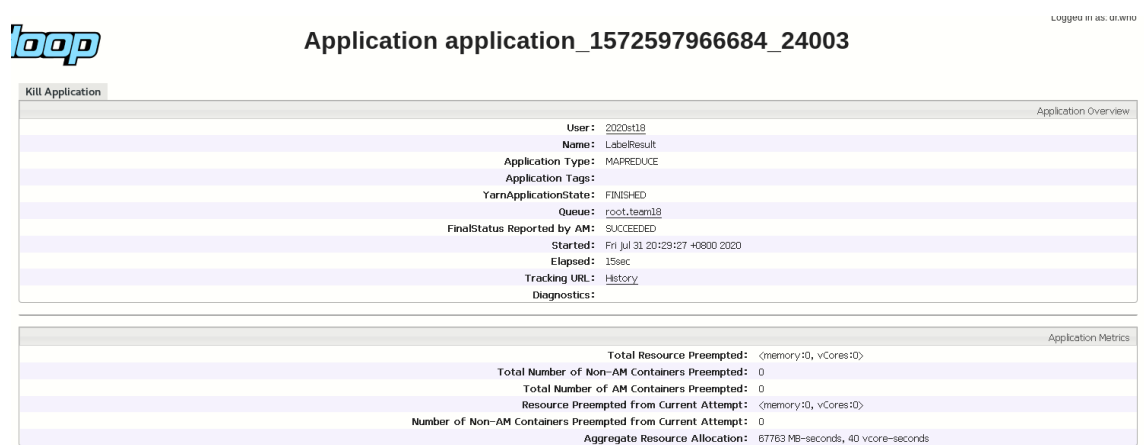 Logged in as: dr.who
loop
Application application_1572597966684_24003
Kill Application
Application Overview
User: 2020st18
Name: LabelResult
Application Type: MAPREDUCE
Application Tags:
YarnApplicationState: FINISHED
Queue: root.team18
FinalStatus Reported by AM: SUCCEEDED
Started: Fri Jul 31 20:29:27 +0800 2020
Elapsed: 15sec
Tracking URL: History
Diagnostics:
Application Metrics
Total Resource Preempted: <memory:0, vCores:0>
Total Number of Non-AM Containers Preempted: 0
Total Number of AM Containers Preempted: 0
Resource Preempted from Current Attempt: <memory:0, vCores:0>
Number of Non-AM Containers Preempted from Current Attempt: 0
Aggregate Resource Allocation: 67763 MB-seconds, 40 vcore-seconds